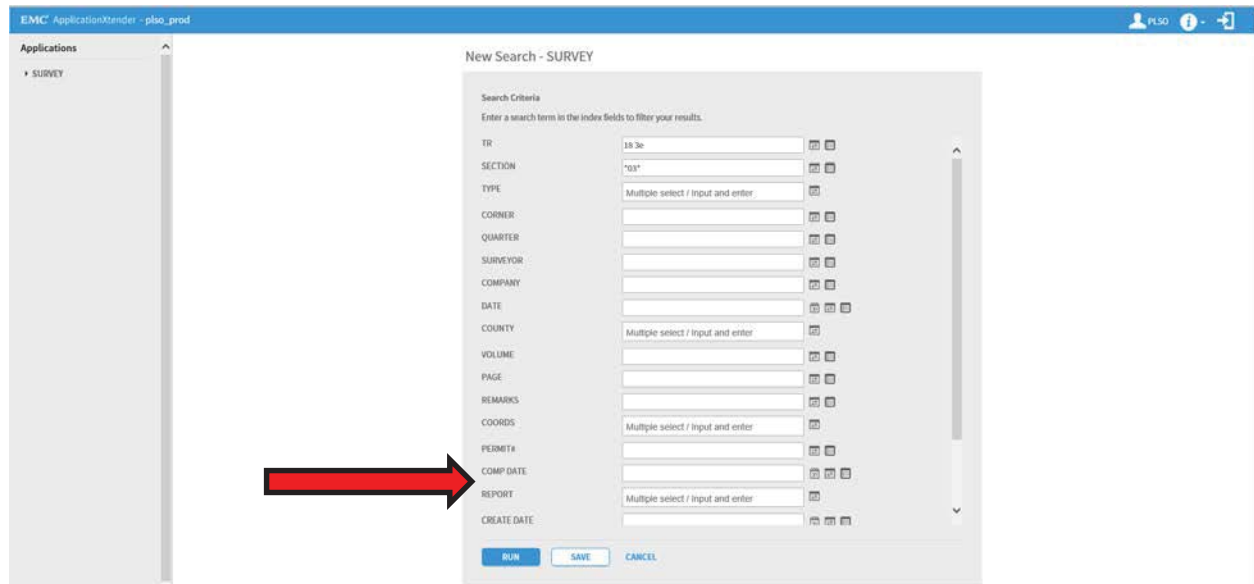 EMC² ApplicationXtender - plso_prod
PLSO
Applications
SURVEY
New Search - SURVEY
Search Criteria
Enter a search term in the index fields to filter your results.
TR 18 3e
SECTION *03*
TYPE Multiple select / Input and enter
CORNER
QUARTER
SURVEYOR
COMPANY
DATE
COUNTY Multiple select / Input and enter
VOLUME
PAGE
REMARKS
COORDS Multiple select / Input and enter
PERMIT#
COMP DATE
REPORT Multiple select / Input and enter
CREATE DATE
RUN SAVE CANCEL